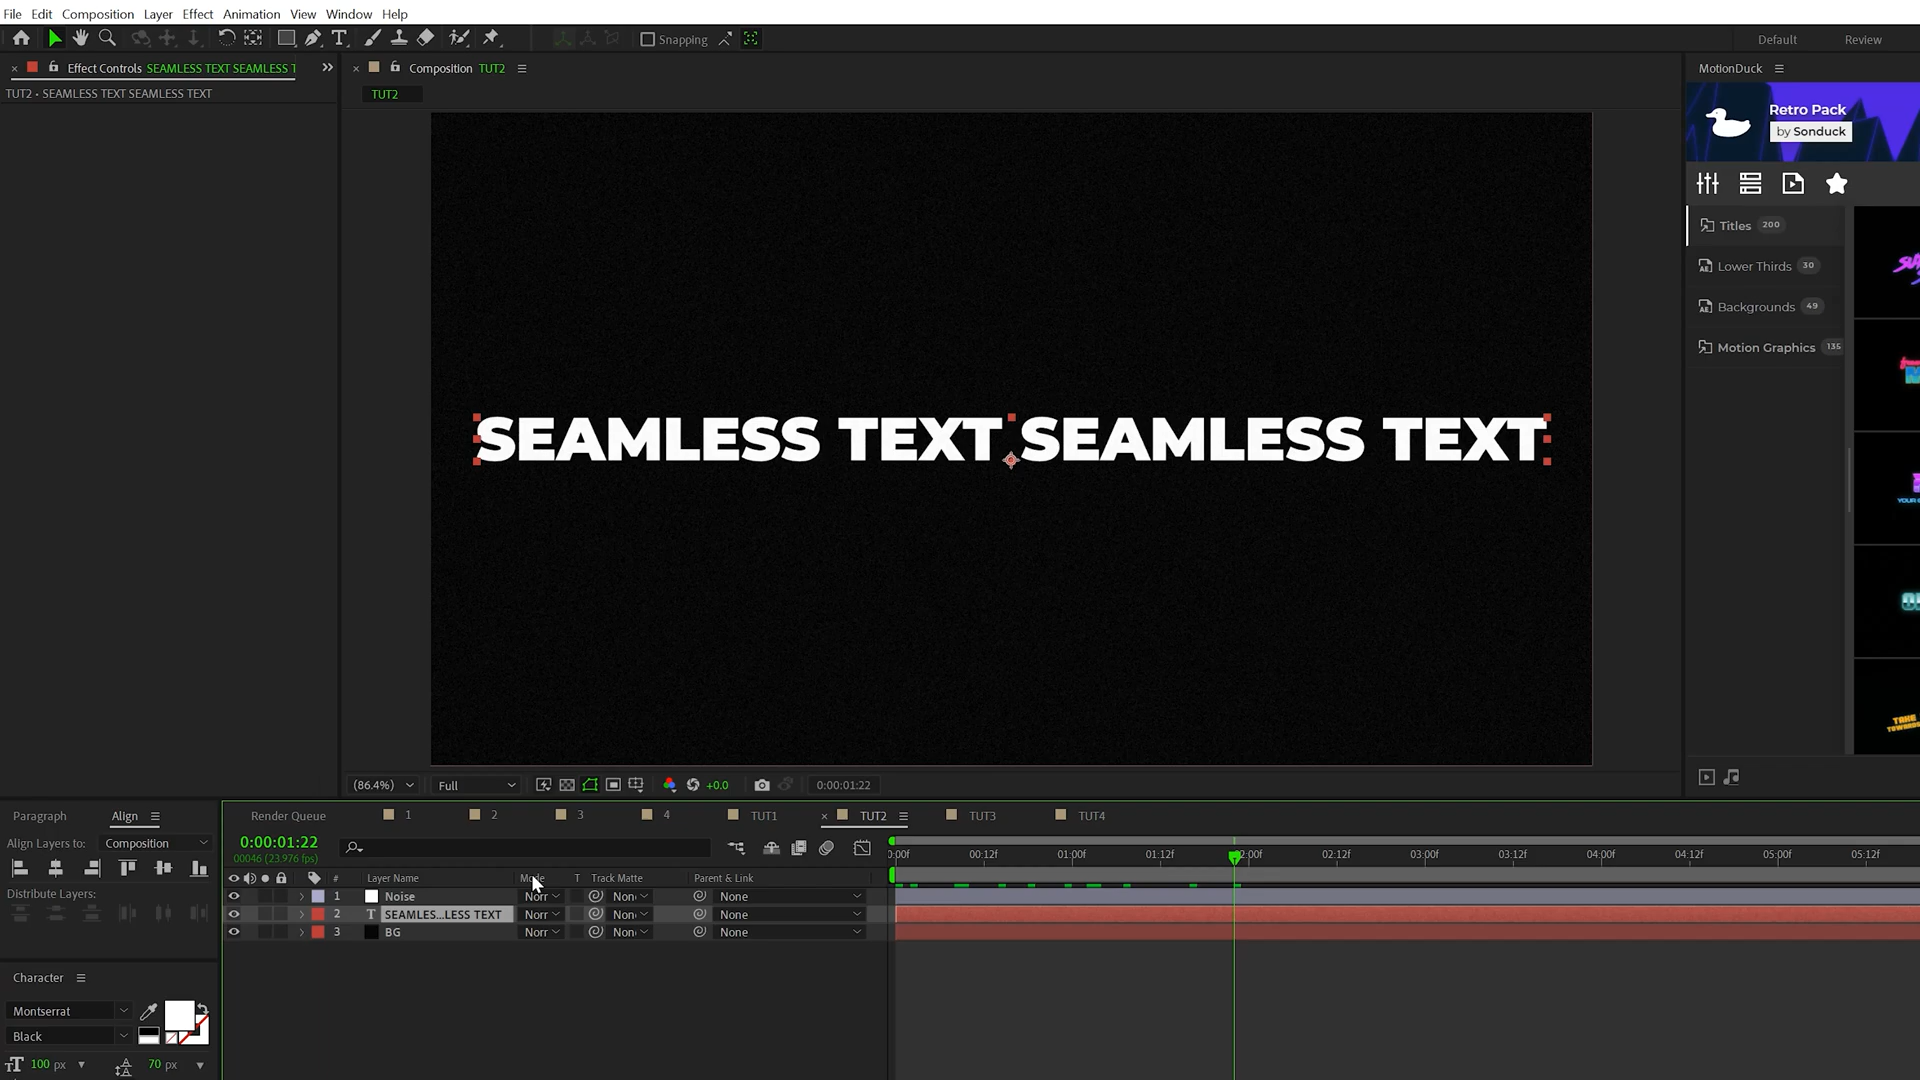 File Edit Composition Layer Effect Animation View Window Help
Snapping
Default Review
Effect Controls SEAMLESS TEXT SEAMLESS T
Composition TUT2
MotionDuck
TUT2 • SEAMLESS TEXT SEAMLESS TEXT
TUT2
Retro Pack
by Sonduck
Titles 200
Lower Thirds 30
Backgrounds 49
Motion Graphics 135
SEAMLESS TEXT SEAMLESS TEXT
(86.4%) Full +0.0 0:00:01:22
Paragraph Align
Render Queue 1 2 3 4 TUT1 TUT2 TUT3 TUT4
Align Layers to: Composition
0:00:01:22
00046 (23.976 fps)
:00f 00:12f 01:00f 01:12f 02:00f 02:12f 03:00f 03:12f 04:00f 04:12f 05:00f 05:12f
# Layer Name Mode T Track Matte Parent & Link
Distribute Layers:
1 Noise Norr Non None
2 T SEAMLES...LESS TEXT Norr Non None
3 BG Norr Non None
Character
Montserrat
Black
100 px 70 px